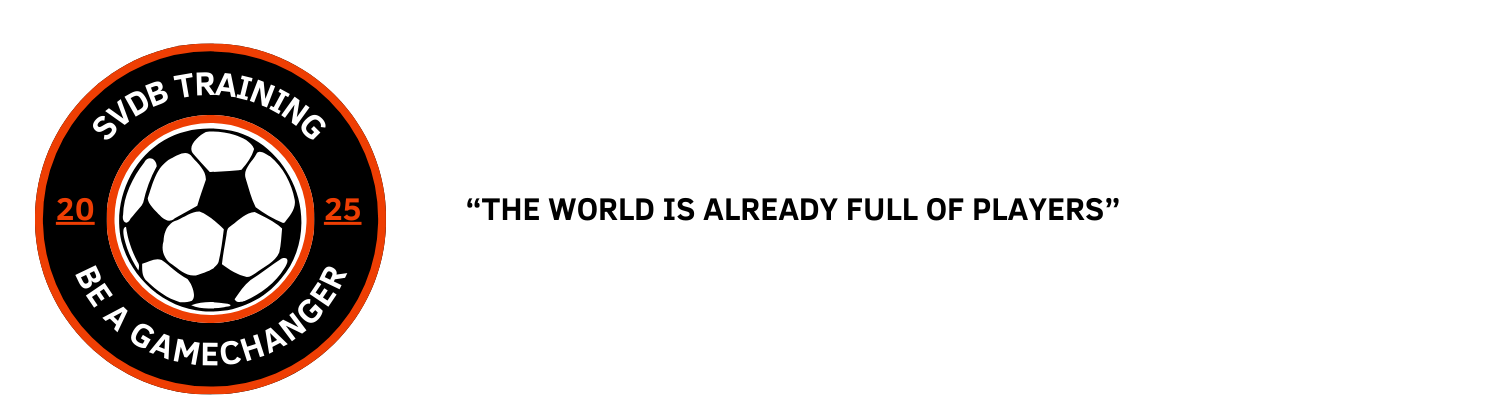 SVDB TRAINING
20 25
BE A GAMECHANGER
“THE WORLD IS ALREADY FULL OF PLAYERS”